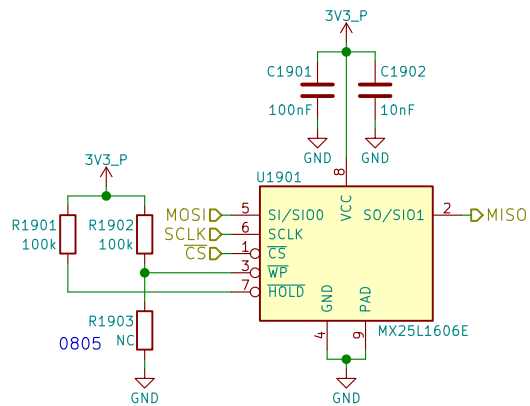 3V3_P
C1901
C1902
100nF
10nF
GND
GND
3V3_P
U1901
8
VCC
R1901
100k
R1902
100k
MOSI
5
SI/SIO0
SO/SIO1
2
MISO
SCLK
6
SCLK
CS
1
CS
3
WP
7
HOLD
GND
PAD
4
9
MX25L1606E
R1903
NC
0805
GND
GND